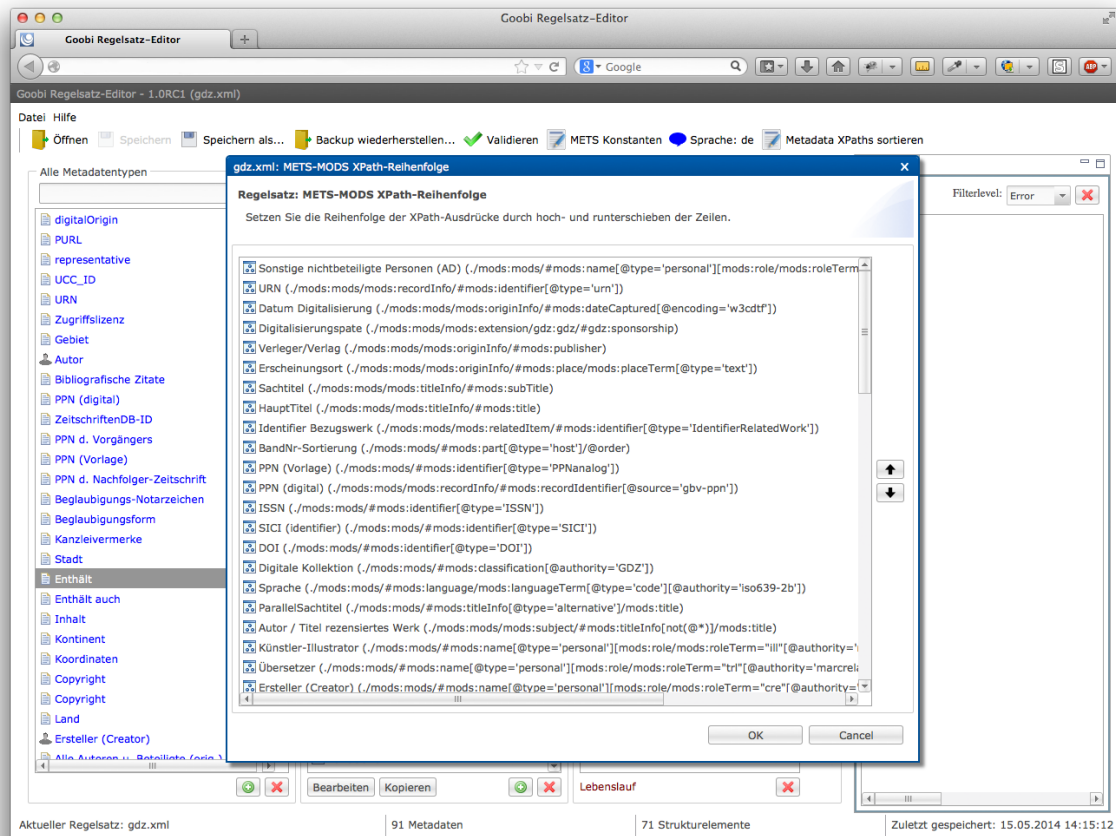 Goobi Regelsatz-Editor
Goobi Regelsatz-Editor
Google
Goobi Regelsatz-Editor - 1.0RC1 (gdz.xml)
Datei Hilfe
Öffnen Speichern Speichern als... Backup wiederherstellen... Validieren METS Konstanten Sprache: de Metadata XPaths sortieren
Alle Metadatentypen
digitalOrigin
PURL
representative
UCC_ID
URN
Zugriffslizenz
Gebiet
Autor
Bibliografische Zitate
PPN (digital)
ZeitschriftenDB-ID
PPN d. Vorgängers
PPN (Vorlage)
PPN d. Nachfolger-Zeitschrift
Beglaubigungs-Notarzeichen
Beglaubigungsform
Kanzleivermerke
Stadt
Enthält
Enthält auch
Inhalt
Kontinent
Koordinaten
Copyright
Copyright
Land
Ersteller (Creator)
Alle Autoren u. Beteiligte (orig.)
gdz.xml: METS-MODS XPath-Reihenfolge
Regelsatz: METS-MODS XPath-Reihenfolge
Setzen Sie die Reihenfolge der XPath-Ausdrücke durch hoch- und runterschieben der Zeilen.
Sonstige nichtbeteiligte Personen (AD) (./mods:mods/#mods:name[@type='personal'][mods:role/mods:roleTerm
URN (./mods:mods/mods:recordInfo/#mods:identifier[@type='urn'])
Datum Digitalisierung (./mods:mods/mods:originInfo/#mods:dateCaptured[@encoding='w3cdtf'])
Digitalisierungspate (./mods:mods/mods:extension/gdz:gdz/#gdz:sponsorship)
Verleger/Verlag (./mods:mods/mods:originInfo/#mods:publisher)
Erscheinungsort (./mods:mods/mods:originInfo/#mods:place/mods:placeTerm[@type='text'])
Sachtitel (./mods:mods/mods:titleInfo/#mods:subTitle)
HauptTitel (./mods:mods/mods:titleInfo/#mods:title)
Identifier Bezugswerk (./mods:mods/mods:relatedItem/#mods:identifier[@type='IdentifierRelatedWork'])
BandNr-Sortierung (./mods:mods/#mods:part[@type='host']/@order)
PPN (Vorlage) (./mods:mods/mods:identifier[@type='PPNanalog'])
PPN (digital) (./mods:mods/mods:recordInfo/#mods:recordIdentifier[@source='gbv-ppn'])
ISSN (./mods:mods/#mods:identifier[@type='ISSN'])
SICI (identifier) (./mods:mods/#mods:identifier[@type='SICI'])
DOI (./mods:mods/#mods:identifier[@type='DOI'])
Digitale Kollektion (./mods:mods/#mods:classification[@authority='GDZ'])
Sprache (./mods:mods/#mods:language/mods:languageTerm[@type='code'][@authority='iso639-2b'])
ParallelSachtitel (./mods:mods/#mods:titleInfo[@type='alternative']/mods:title)
Autor / Titel rezensiertes Werk (./mods:mods/mods:subject/#mods:titleInfo[not(@*)]/mods:title)
Künstler-Illustrator (./mods:mods/#mods:name[@type='personal'][mods:role/mods:roleTerm="ill"[@authority='
Übersetzer (./mods:mods/#mods:name[@type='personal'][mods:role/mods:roleTerm="trl"[@authority='marcrela
Ersteller (Creator) (./mods:mods/#mods:name[@type='personal'][mods:role/mods:roleTerm="cre"[@authority='
OK Cancel
Filterlevel: Error
Bearbeiten Kopieren
Lebenslauf
Aktueller Regelsatz: gdz.xml
91 Metadaten
71 Strukturelemente
Zuletzt gespeichert: 15.05.2014 14:15:12